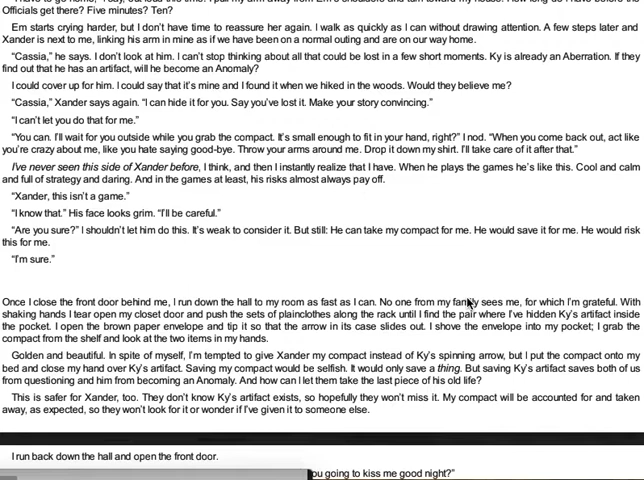 Officials get there? Five minutes? Ten?
Em starts crying harder, but I don't have time to reassure her again. I walk as quickly as I can without drawing attention. A few steps later and
Xander is next to me, linking his arm in mine as if we have been on a normal outing and are on our way home.
"Cassia," he says. I don't look at him. I can't stop thinking about all that could be lost in a few short moments. Ky is already an Aberration. If they
find out that he has an artifact, will he become an Anomaly?
I could cover up for him. I could say that it's mine and I found it when we hiked in the woods. Would they believe me?
"Cassia," Xander says again. "I can hide it for you. Say you've lost it. Make your story convincing."
"I can't let you do that for me."
"You can. I'll wait for you outside while you grab the compact. It's small enough to fit in your hand, right?" I nod. "When you come back out, act like
you're crazy about me, like you hate saying good-bye. Throw your arms around me. Drop it down my shirt. I'll take care of it after that."
I've never seen this side of Xander before, I think, and then I instantly realize that I have. When he plays the games he's like this. Cool and calm
and full of strategy and daring. And in the games at least, his risks almost always pay off.
"Xander, this isn't a game."
"I know that." His face looks grim. "I'll be careful."
"Are you sure?" I shouldn't let him do this. It's weak to consider it. But still: He can take my compact for me. He would save it for me. He would risk
this for me.
"I'm sure."
Once I close the front door behind me, I run down the hall to my room as fast as I can. No one from my family sees me, for which I'm grateful. With
shaking hands I tear open my closet door and push the sets of plainclothes along the rack until I find the pair where I've hidden Ky's artifact inside
the pocket. I open the brown paper envelope and tip it so that the arrow in its case slides out. I shove the envelope into my pocket; I grab the
compact from the shelf and look at the two items in my hands.
Golden and beautiful. In spite of myself, I'm tempted to give Xander my compact instead of Ky's spinning arrow, but I put the compact onto my
bed and close my hand over Ky's artifact. Saving my compact would be selfish. It would only save a thing. But saving Ky's artifact saves both of us
from questioning and him from becoming an Anomaly. And how can I let them take the last piece of his old life?
This is safer for Xander, too. They don't know Ky's artifact exists, so hopefully they won't miss it. My compact will be accounted for and taken
away, as expected, so they won't look for it or wonder if I've given it to someone else.
I run back down the hall and open the front door.
you going to kiss me good night?"